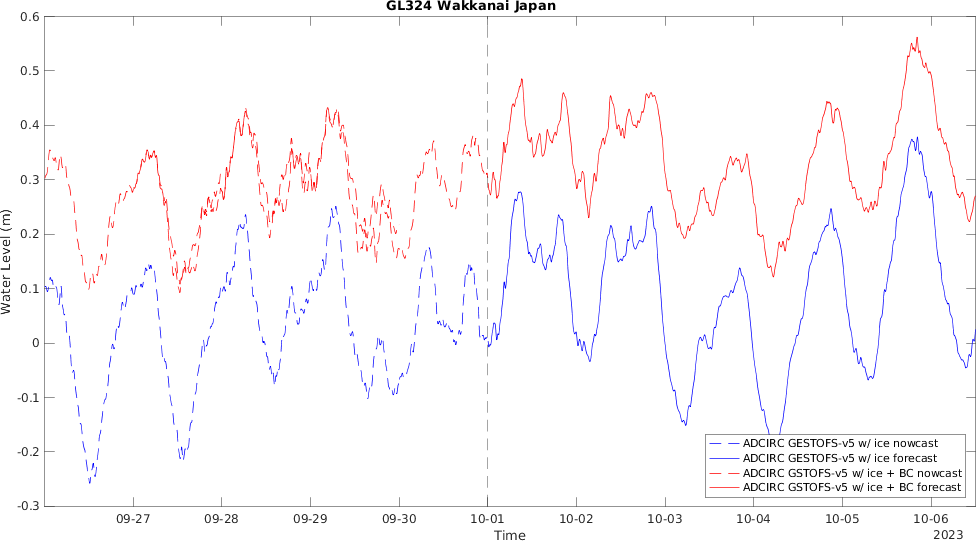 GL324 Wakkanai Japan
0.6
0.5
0.4
0.3
0.2
0.1
0
-0.1
-0.2
-0.3
Water Level (m)
ADCIRC GESTOFS-v5 w/ ice nowcast
ADCIRC GESTOFS-v5 w/ ice forecast
ADCIRC GSTOFS-v5 w/ ice + BC nowcast
ADCIRC GSTOFS-v5 w/ ice + BC forecast
09-27 09-28 09-29 09-30 10-01 10-02 10-03 10-04 10-05 10-06
Time
2023